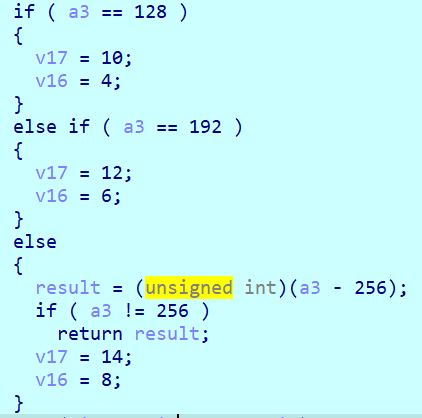 if ( a3 == 128 )
{
v17 = 10;
v16 = 4;
}
else if ( a3 == 192 )
{
v17 = 12;
v16 = 6;
}
else
{
result = (unsigned int)(a3 - 256);
if ( a3 != 256 )
return result;
v17 = 14;
v16 = 8;
}